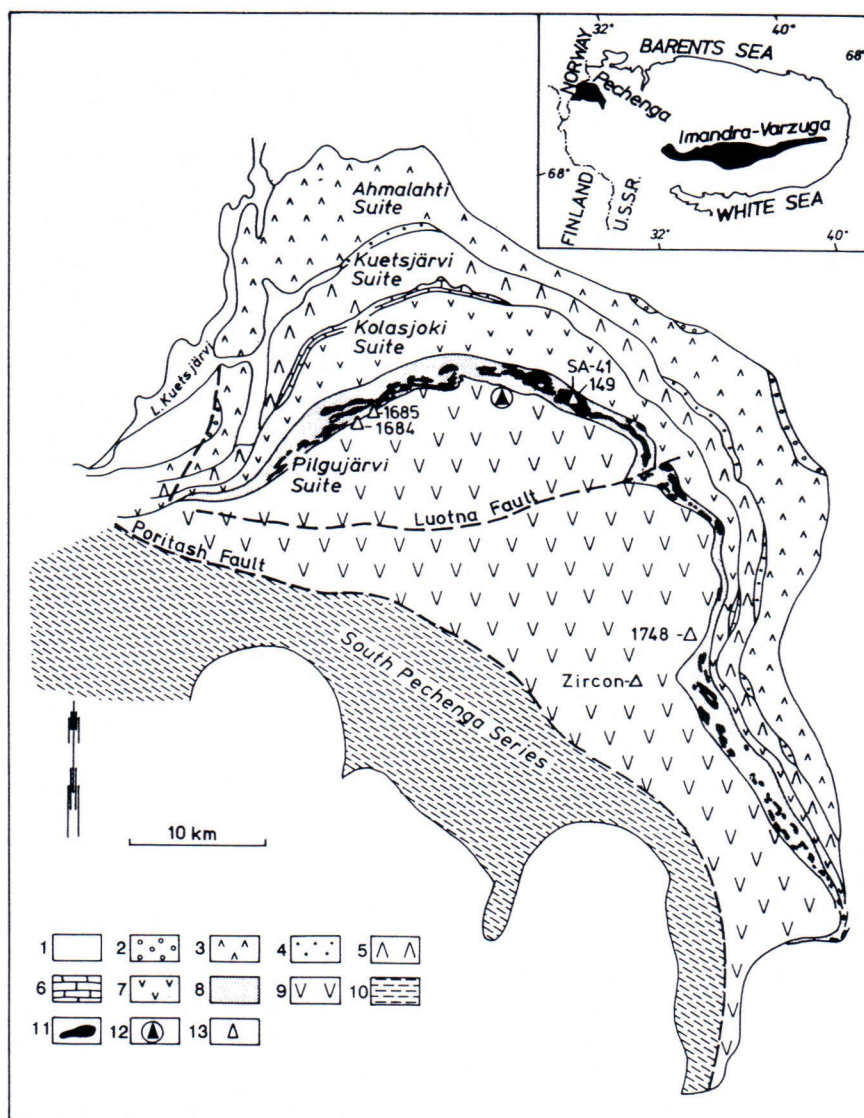 32°
40°
BARENTS SEA
68°
NORWAY
Pechenga
Imandra-Varzuga
68°
FINLAND
U.S.S.R.
WHITE SEA
32°
40°
Ahmalahti
Suite
Kuetsjärvi
Suite
Kolasjoki
Suite
L. Kuetsjärvi
SA-41
149
1685
1684
Pilgujärvi
Suite
Luotna Fault
Poritash Fault
1748
Zircon
South Pechenga Series
10 km
1
2
3
4
5
6
7
8
9
10
11
12
13